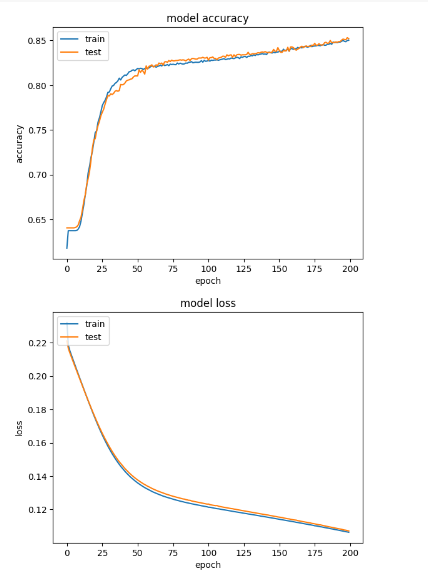 model accuracy
train
test
0.85
0.80
0.75
0.70
0.65
accuracy
0 25 50 75 100 125 150 175 200
epoch
model loss
train
test
0.22
0.20
0.18
0.16
0.14
0.12
loss
0 25 50 75 100 125 150 175 200
epoch